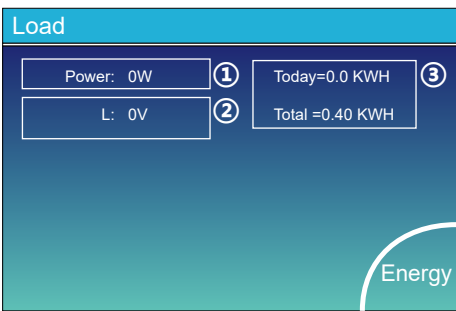 Load
Power: 0W ①
L: 0V ②
Today=0.0 KWH ③
Total =0.40 KWH
Energy